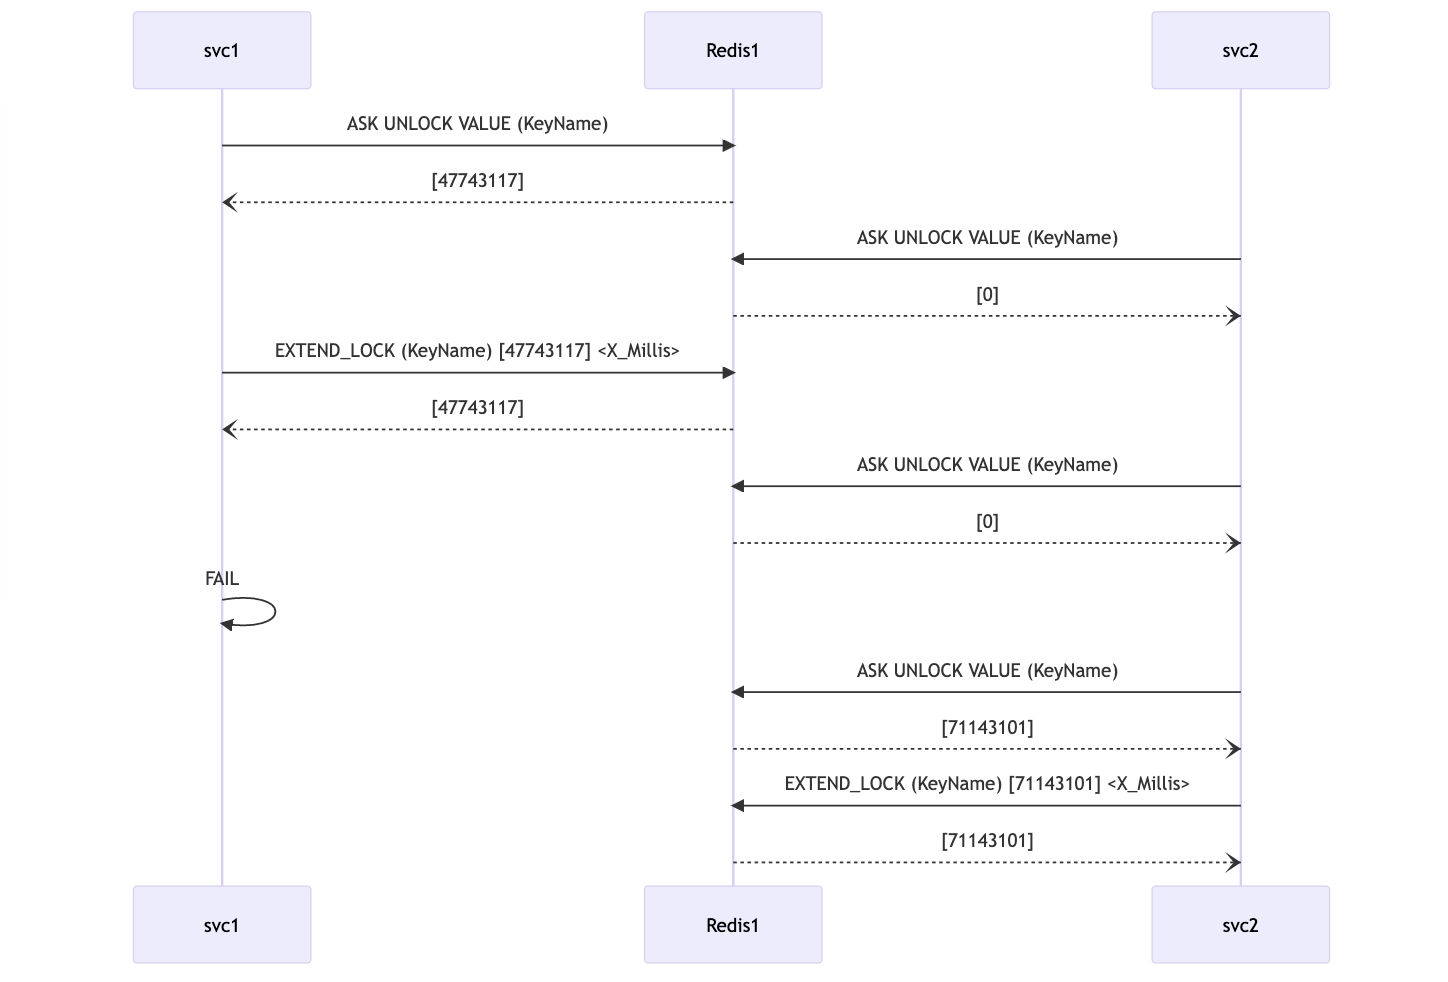 svc1
Redis1
svc2
ASK UNLOCK VALUE (KeyName)
[47743117]
ASK UNLOCK VALUE (KeyName)
[0]
EXTEND_LOCK (KeyName) [47743117] <X_Millis>
[47743117]
ASK UNLOCK VALUE (KeyName)
[0]
FAIL
ASK UNLOCK VALUE (KeyName)
[71143101]
EXTEND_LOCK (KeyName) [71143101] <X_Millis>
[71143101]
svc1
Redis1
svc2